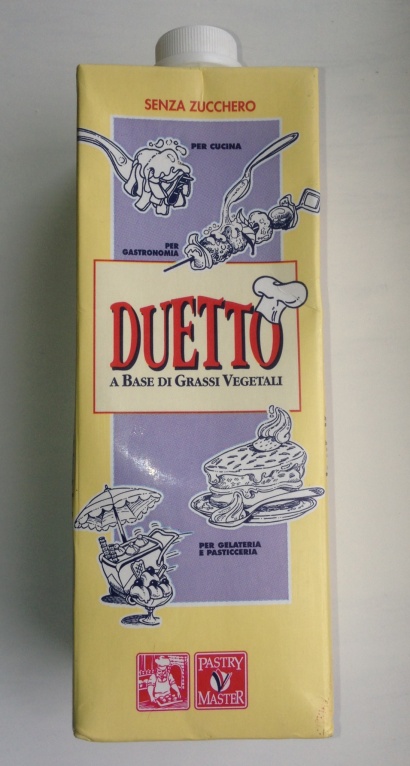 SENZA ZUCCHERO
PER CUCINA
PER
GASTRONOMIA
DUETTO
A BASE DI GRASSI VEGETALI
PER GELATERIA
E PASTICCERIA
PASTRY
MASTER